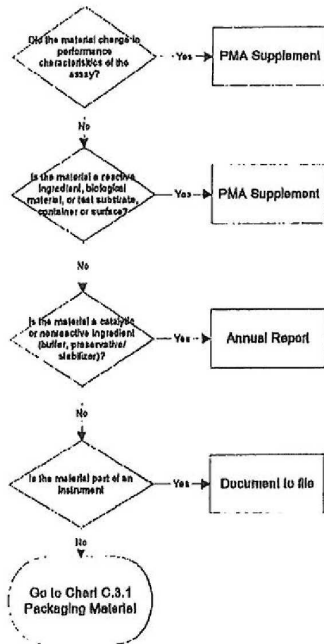 Did the material change to
performance
characteristics of the
assay?
Yes
PMA Supplement
No
Is the material a reactive
ingredient, biological
material, or test substrate,
container or surface?
Yes
PMA Supplement
No
Is the material a catalytic
or nonreactive ingredient
(buffer, preservative/
stabilizer)?
Yes
Annual Report
No
Is the material part of an
instrument
Yes
Document to file
No
Go to Chart C.3.1
Packaging Material